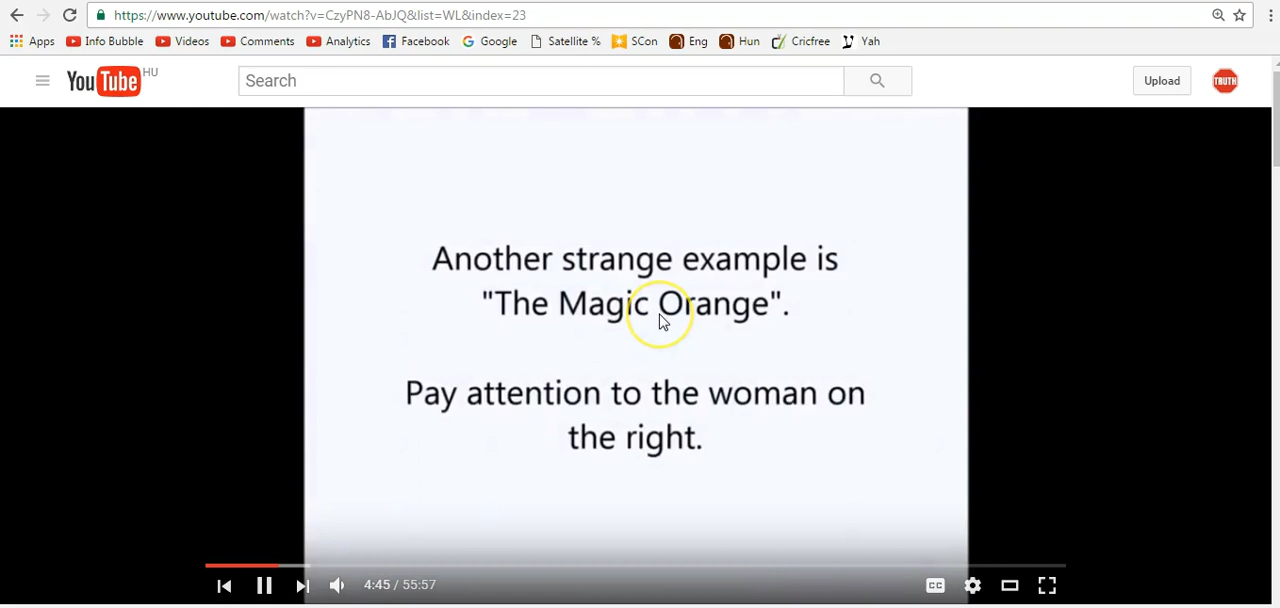 https://www.youtube.com/watch?v=CzyPN8-AbJQ&list=WL&index=23
Apps Info Bubble Videos Comments Analytics Facebook Google Satellite % SCon Eng Hun Cricfree Yah
YouTube HU Search Upload TRUTH
Another strange example is
"The Magic Orange".
Pay attention to the woman on
the right.
4:45 / 55:57 CC